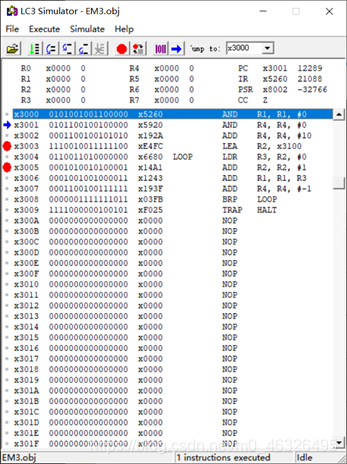 LC3 Simulator - EM3.obj
File Execute Simulate Help
Jump to: x3000
R0 x0000 0 R4 x0000 0 PC x3001 12289
R1 x0000 0 R5 x0000 0 IR x5260 21088
R2 x0000 0 R6 x0000 0 PSR x8002 -32766
R3 x0000 0 R7 x0000 0 CC Z
x3000 0101001001100000 x5260 AND R1, R1, #0
x3001 0101100100100000 x5920 AND R4, R4, #0
x3002 0001100100101010 x192A ADD R4, R4, #10
x3003 1110010011111100 xE4FC LEA R2, x3100
x3004 0110011010000000 x6680 LOOP LDR R3, R2, #0
x3005 0001010010100001 x14A1 ADD R2, R2, #1
x3006 0001001001000011 x1243 ADD R1, R1, R3
x3007 0001100100111111 x193F ADD R4, R4, #-1
x3008 0000001111111011 x03FB BRP LOOP
x3009 1111000000100101 xF025 TRAP HALT
x300A 0000000000000000 x0000 NOP
x300B 0000000000000000 x0000 NOP
x300C 0000000000000000 x0000 NOP
x300D 0000000000000000 x0000 NOP
x300E 0000000000000000 x0000 NOP
x300F 0000000000000000 x0000 NOP
x3010 0000000000000000 x0000 NOP
x3011 0000000000000000 x0000 NOP
x3012 0000000000000000 x0000 NOP
x3013 0000000000000000 x0000 NOP
x3014 0000000000000000 x0000 NOP
x3015 0000000000000000 x0000 NOP
x3016 0000000000000000 x0000 NOP
x3017 0000000000000000 x0000 NOP
x3018 0000000000000000 x0000 NOP
x3019 0000000000000000 x0000 NOP
x301A 0000000000000000 x0000 NOP
x301B 0000000000000000 x0000 NOP
x301C 0000000000000000 x0000 NOP
x301D 0000000000000000 x0000 NOP
x301E 0000000000000000 x0000 NOP
x301F 0000000000000000 x0000 NOP
https://blog.csdn.net/m0_46326495
EM3.obj 1 instructions executed Idle